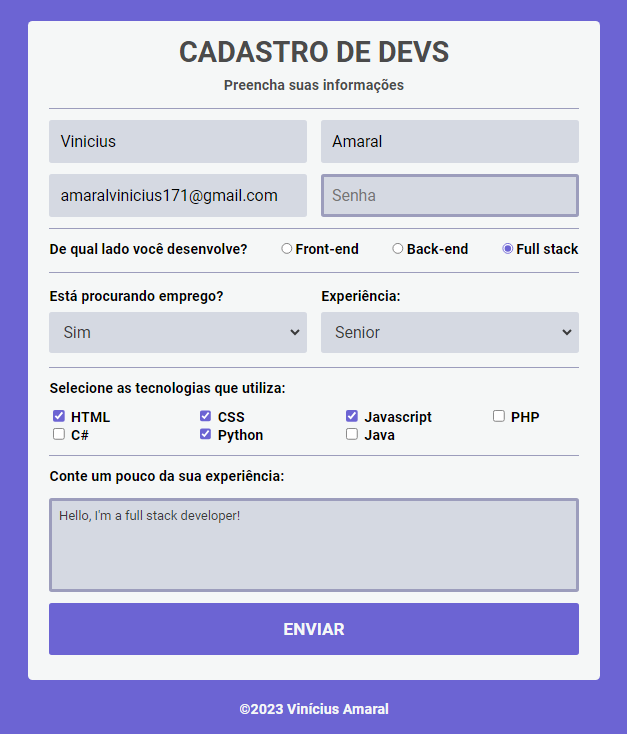 CADASTRO DE DEVS
Preencha suas informações
Vinicius Amaral
amaralvinicius171@gmail.com Senha
De qual lado você desenvolve? Front-end Back-end Full stack
Está procurando emprego? Experiência:
Sim Senior
Selecione as tecnologias que utiliza:
HTML CSS Javascript PHP
C# Python Java
Conte um pouco da sua experiência:
Hello, I'm a full stack developer!
ENVIAR
©2023 Vinícius Amaral